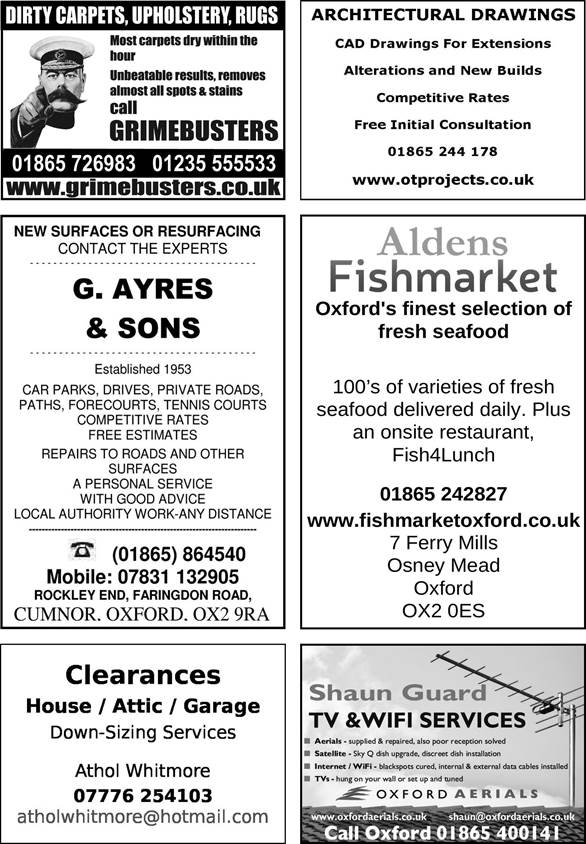 DIRTY CARPETS, UPHOLSTERY, RUGS
Most carpets dry within the
hour
Unbeatable results, removes
almost all spots & stains
call
GRIMEBUSTERS
01865 726983 01235 555533
www.grimebusters.co.uk
ARCHITECTURAL DRAWINGS
CAD Drawings For Extensions
Alterations and New Builds
Competitive Rates
Free Initial Consultation
01865 244 178
www.otprojects.co.uk
NEW SURFACES OR RESURFACING
CONTACT THE EXPERTS
G. AYRES
& SONS
Established 1953
CAR PARKS, DRIVES, PRIVATE ROADS,
PATHS, FORECOURTS, TENNIS COURTS
COMPETITIVE RATES
FREE ESTIMATES
REPAIRS TO ROADS AND OTHER
SURFACES
A PERSONAL SERVICE
WITH GOOD ADVICE
LOCAL AUTHORITY WORK-ANY DISTANCE
(01865) 864540
Mobile: 07831 132905
ROCKLEY END, FARINGDON ROAD,
CUMNOR. OXFORD. OX2 9RA
Aldens
Fishmarket
Oxford's finest selection of
fresh seafood
100’s of varieties of fresh
seafood delivered daily. Plus
an onsite restaurant,
Fish4Lunch
01865 242827
www.fishmarketoxford.co.uk
7 Ferry Mills
Osney Mead
Oxford
OX2 0ES
Clearances
House / Attic / Garage
Down-Sizing Services
Athol Whitmore
07776 254103
atholwhitmore@hotmail.com
Shaun Guard
TV &WIFI SERVICES
Aerials - supplied & repaired, also poor reception solved
Satellite - Sky Q dish upgrade, discreet dish installation
Internet / WiFi - blackspots cured, internal & external data cables installed
TVs - hung on your wall or set up and tuned
OXFORD AERIALS
www.oxfordaerials.co.uk shaun@oxfordaerials.co.uk
Call Oxford 01865 400141